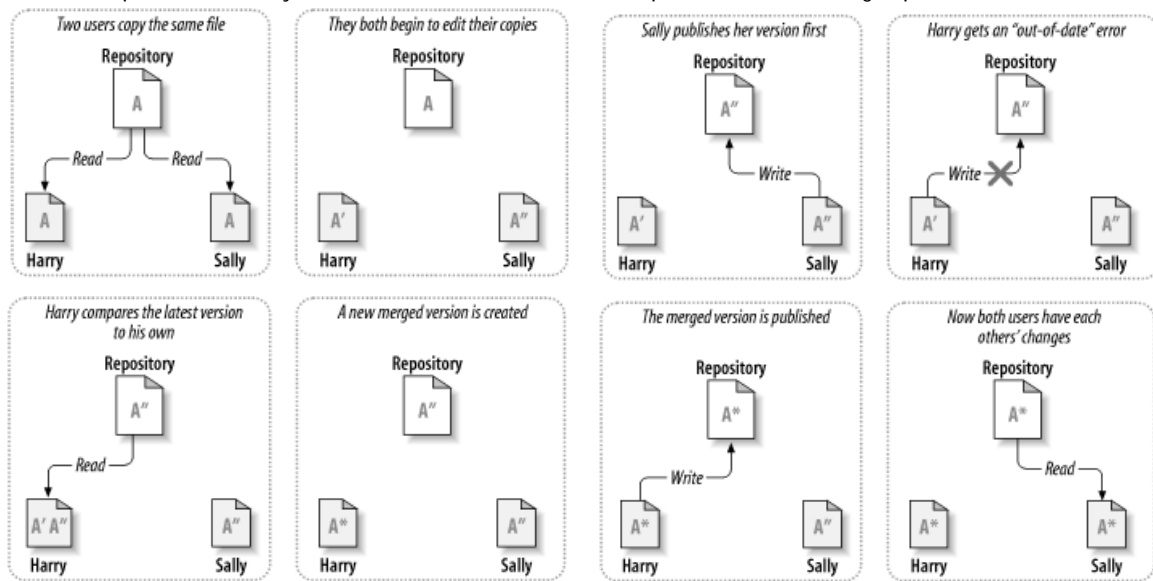 Two users copy the same file
Repository
A
Read
Read
A
A
Harry
Sally
They both begin to edit their copies
Repository
A
A'
A"
Harry
Sally
Sally publishes her version first
Repository
A"
Write
A'
A"
Harry
Sally
Harry gets an “out-of-date” error
Repository
A"
Write
A'
A"
Harry
Sally
Harry compares the latest version
to his own
Repository
A"
Read
A' A"
A"
Harry
Sally
A new merged version is created
Repository
A"
A*
A"
Harry
Sally
The merged version is published
Repository
A*
Write
A*
A"
Harry
Sally
Now both users have each
others’ changes
Repository
A*
Read
A*
A*
Harry
Sally